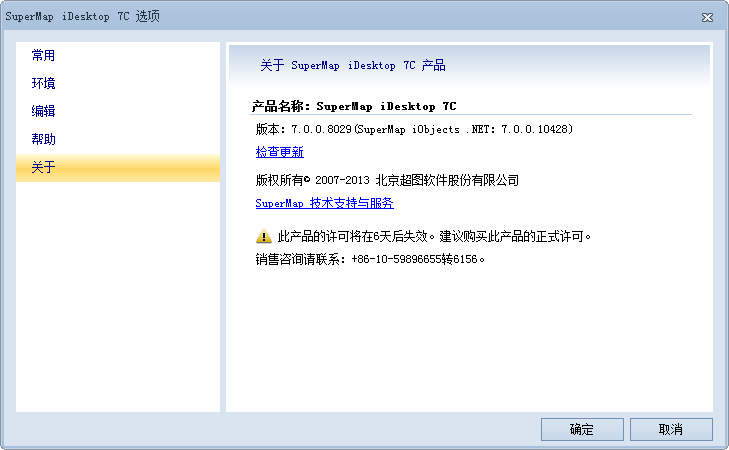 SuperMap iDesktop 7C 选项
常用
环境
编辑
帮助
关于
关于 SuperMap iDesktop 7C 产品
产品名称：SuperMap iDesktop 7C
版本：7.0.0.8029(SuperMap iObjects .NET：7.0.0.10428)
检查更新
版权所有© 2007-2013 北京超图软件股份有限公司
SuperMap 技术支持与服务
此产品的许可将在6天后失效。建议购买此产品的正式许可。
销售咨询请联系：+86-10-59896655转6156。
确定
取消